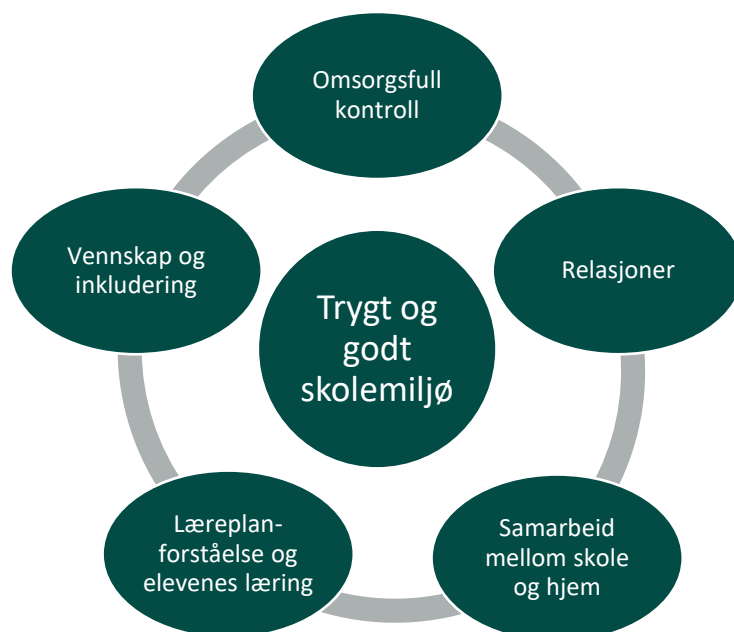 Omsorgsfull
kontroll
Relasjoner
Samarbeid
mellom skole
og hjem
Læreplan-
forståelse og
elevenes læring
Vennskap og
inkludering
Trygt og
godt
skolemiljø